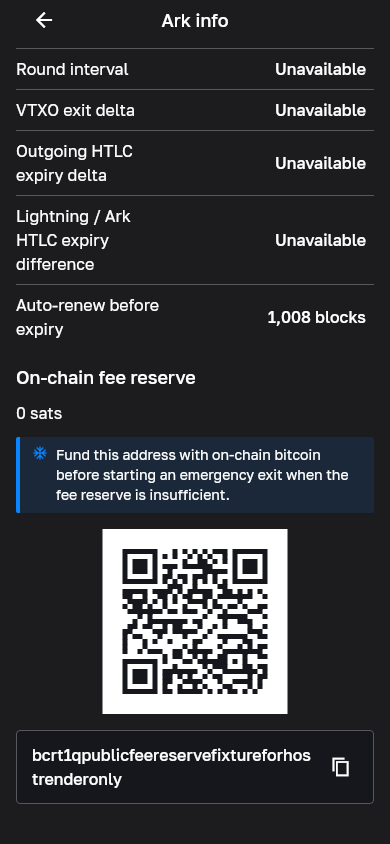 Ark info
Round interval Unavailable
VTXO exit delta Unavailable
Outgoing HTLC
expiry delta Unavailable
Lightning / Ark
HTLC expiry Unavailable
difference
Auto-renew before
expiry 1,008 blocks
On-chain fee reserve
0 sats
Fund this address with on-chain bitcoin
before starting an emergency exit when the
fee reserve is insufficient.
bcrt1qpublicfeereservefixtureforhos
trenderonly